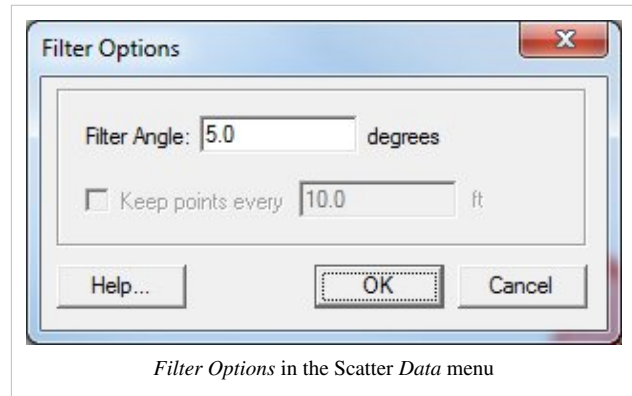 Filter Options
Filter Angle: 5.0 degrees
Keep points every 10.0 ft
Help... OK Cancel
Filter Options in the Scatter Data menu